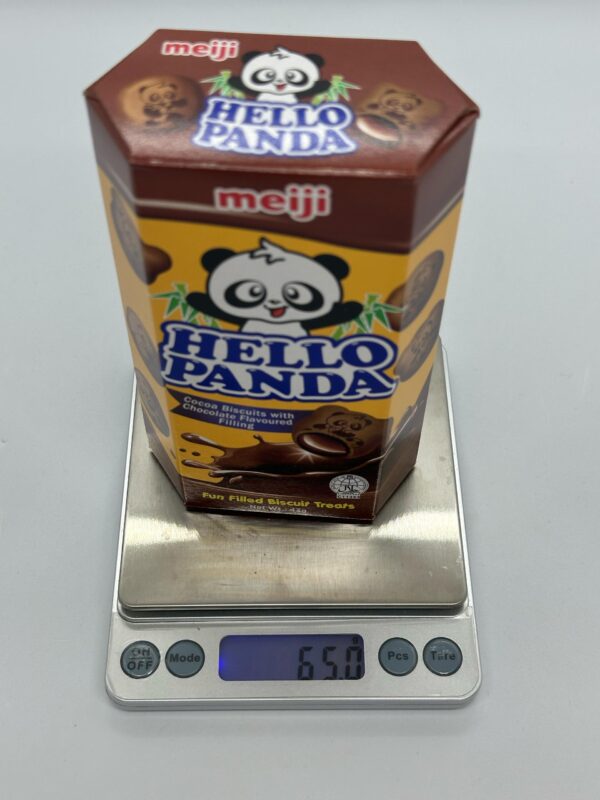 meiji
HELLO
PANDA
meiji
HELLO
PANDA
Cocoa Biscuits with
Chocolate Flavoured
Filling
Fun Filled Biscuit Treats
ON
OFF
Mode
65.0
g
Pcs
Tare